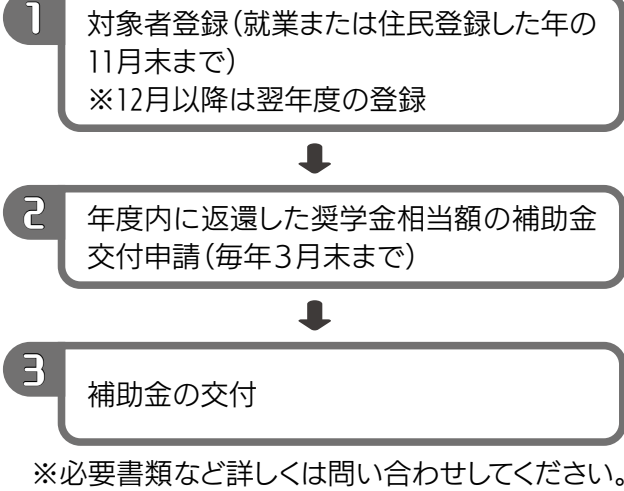 1
対象者登録（就業または住民登録した年の
11月末まで）
※12月以降は翌年度の登録
2
年度内に返還した奨学金相当額の補助金
交付申請（毎年３月末まで）
3
補助金の交付
※必要書類など詳しくは問い合わせしてください。